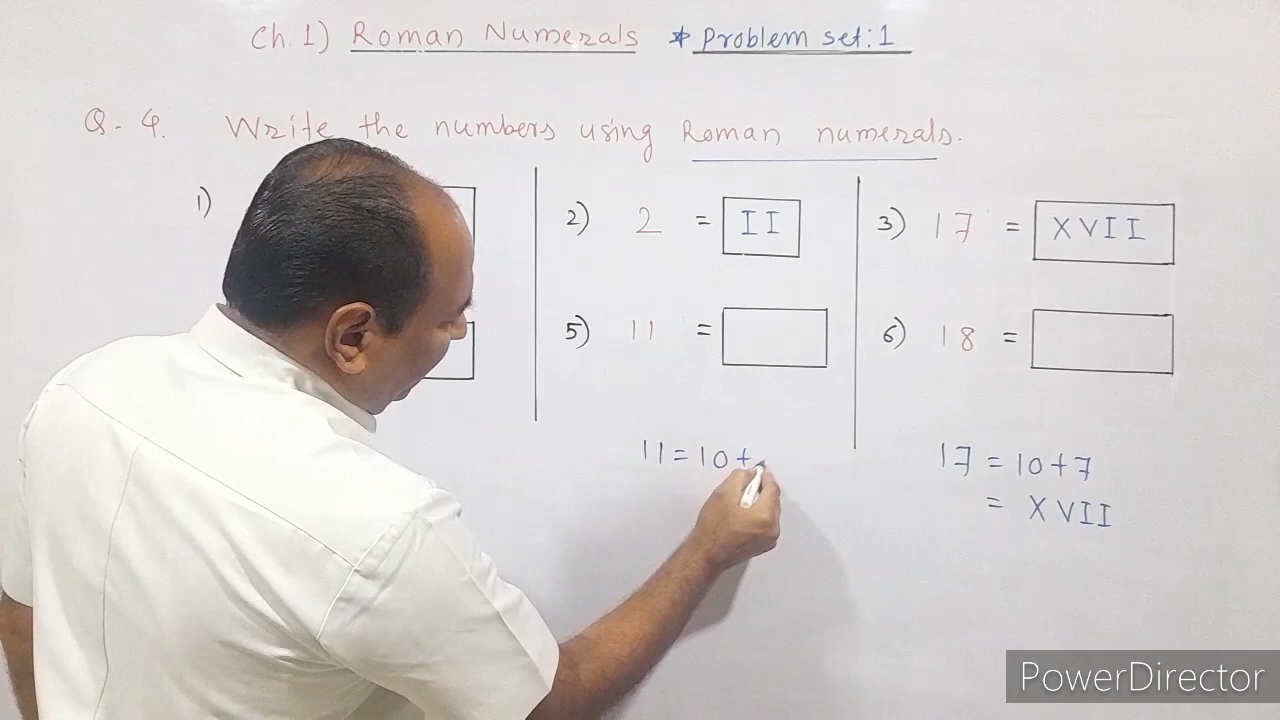 Ch. 1) Roman Numerals * Problem set: 1
Q-4. Write the numbers using Roman numerals.
1)
2) 2 = II
3) 17 = XVII
5) 11 =
6) 18 =
11 = 10 +
17 = 10 + 7
= XVII
PowerDirector